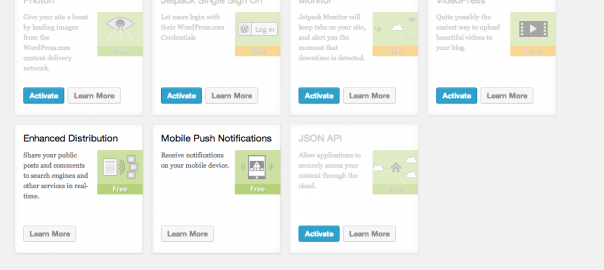 Photon
Give your site a boost
by loading images
from the
WordPress.com
content delivery
network.
Free
Activate
Learn More
Jetpack Single Sign On
Let users login with
their WordPress.com
Credentials
Log in
New
Activate
Learn More
Monitor
Jetpack Monitor will
keep tabs on your site,
and alert you the
moment that
downtime is detected.
Up
Up
New
Activate
Learn More
VideoPress
Quite possibly the
easiest way to upload
beautiful videos to
your blog.
Activate
Learn More
Enhanced Distribution
Share your public
posts and comments
to search engines and
other services in real-
time.
Free
Learn More
Mobile Push Notifications
Receive notifications
on your mobile device.
Free
Learn More
JSON API
Allow applications to
securely access your
content through the
cloud.
Free
Activate
Learn More